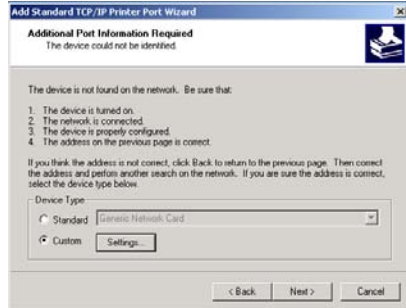 Add Standard TCP/IP Printer Port Wizard
Additional Port Information Required
The device could not be identified.
The device is not found on the network. Be sure that:
1. The device is turned on.
2. The network is connected.
3. The device is properly configured.
4. The address on the previous page is correct.
If you think the address is not correct, click Back to return to the previous page. Then correct
the address and perform another search on the network. If you are sure the address is correct,
select the device type below.
Device Type
Standard Generic Network Card
Custom Settings...
< Back Next > Cancel